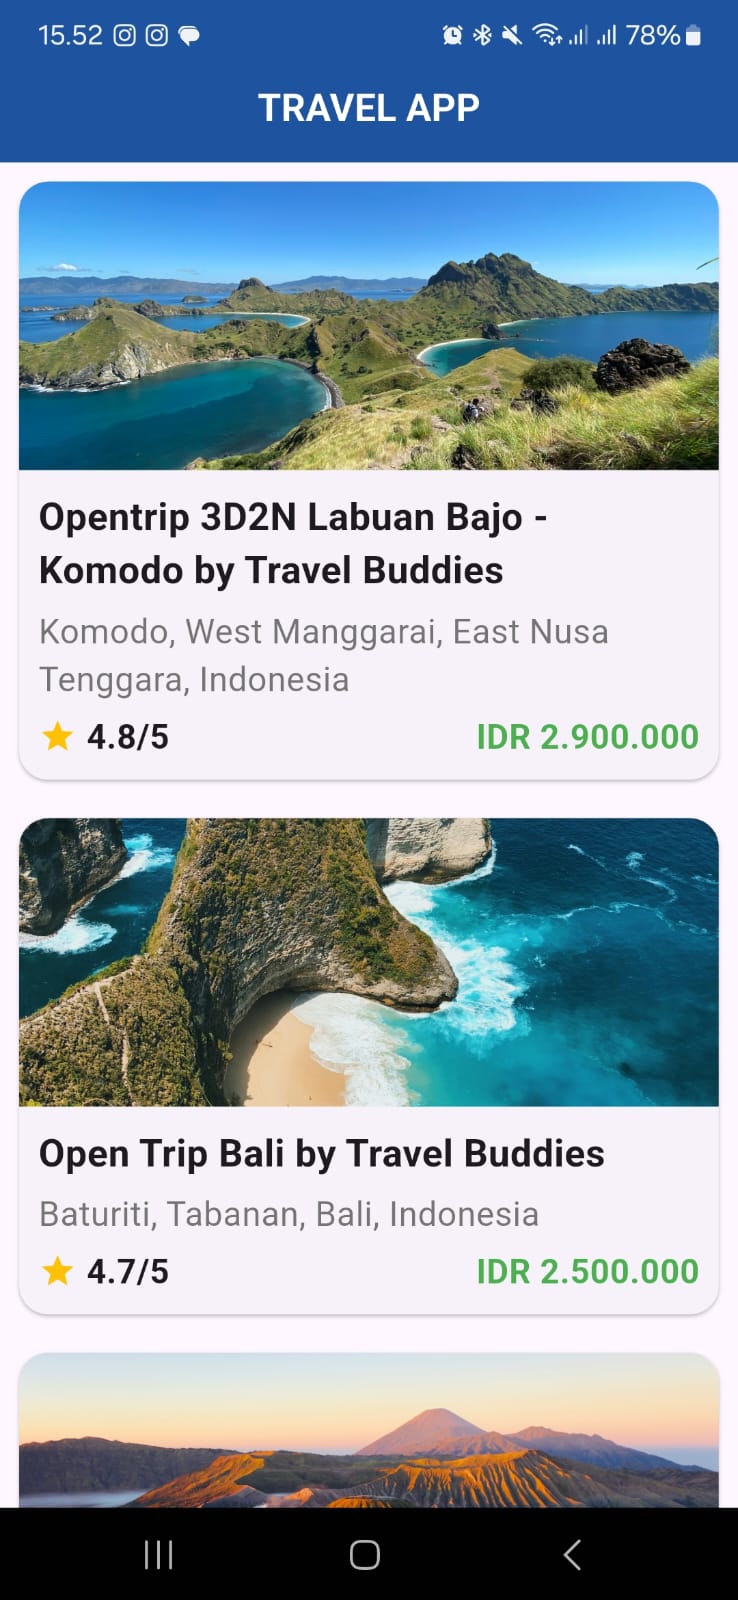 15.52
78%
TRAVEL APP
Opentrip 3D2N Labuan Bajo -
Komodo by Travel Buddies
Komodo, West Manggarai, East Nusa
Tenggara, Indonesia
4.8/5
IDR 2.900.000
Open Trip Bali by Travel Buddies
Baturiti, Tabanan, Bali, Indonesia
4.7/5
IDR 2.500.000